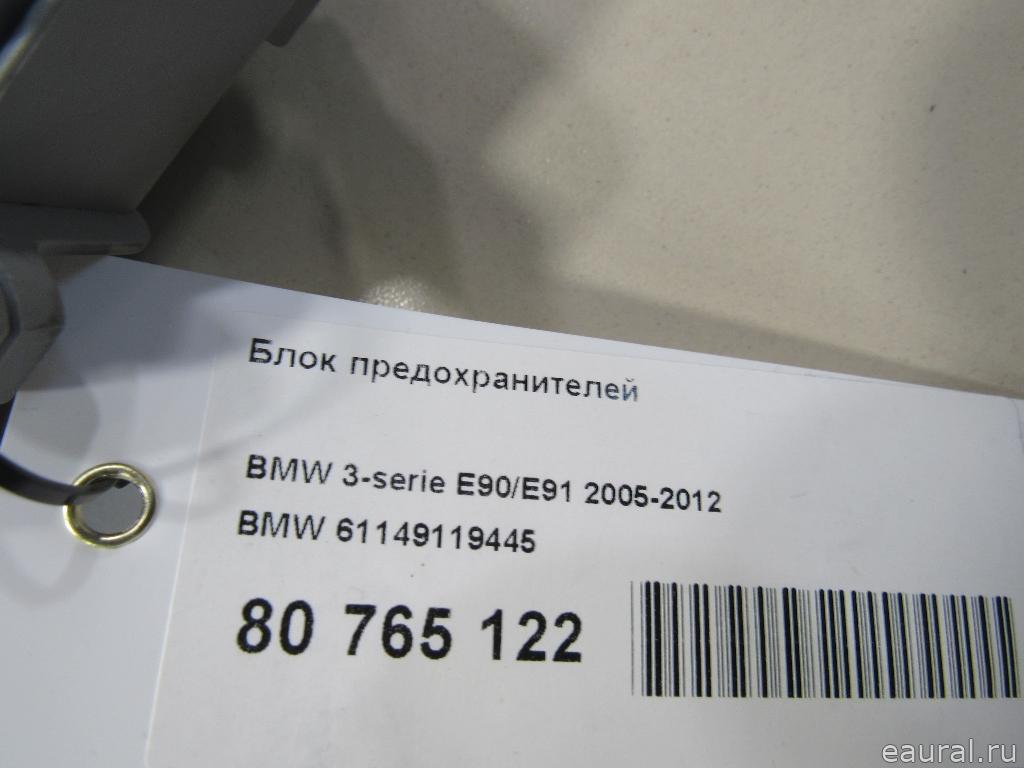 Блок предохранителей
BMW 3-serie E90/E91 2005-2012
BMW 61149119445
80 765 122
eaural.ru